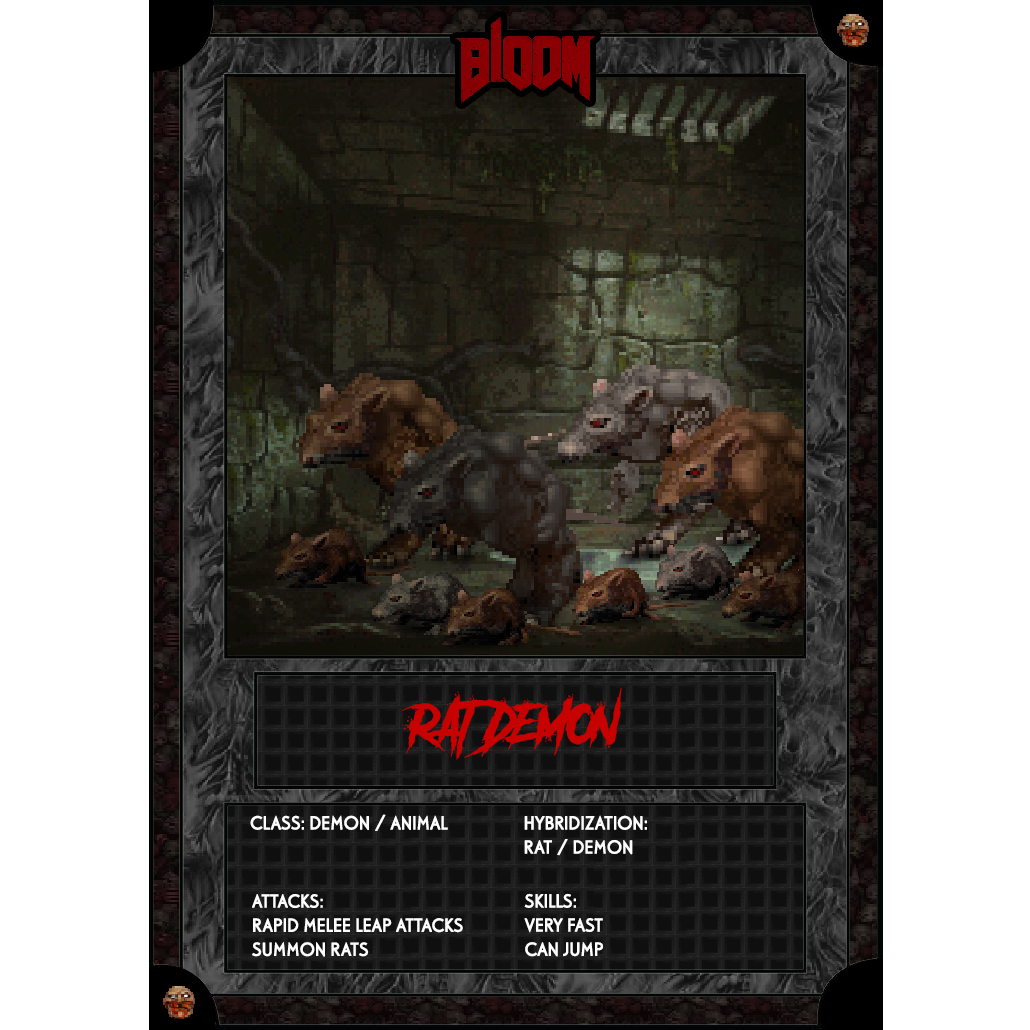 BLOOM
RAT DEMON
CLASS: DEMON / ANIMAL
HYBRIDIZATION:
RAT / DEMON
ATTACKS:
RAPID MELEE LEAP ATTACKS
SUMMON RATS
SKILLS:
VERY FAST
CAN JUMP